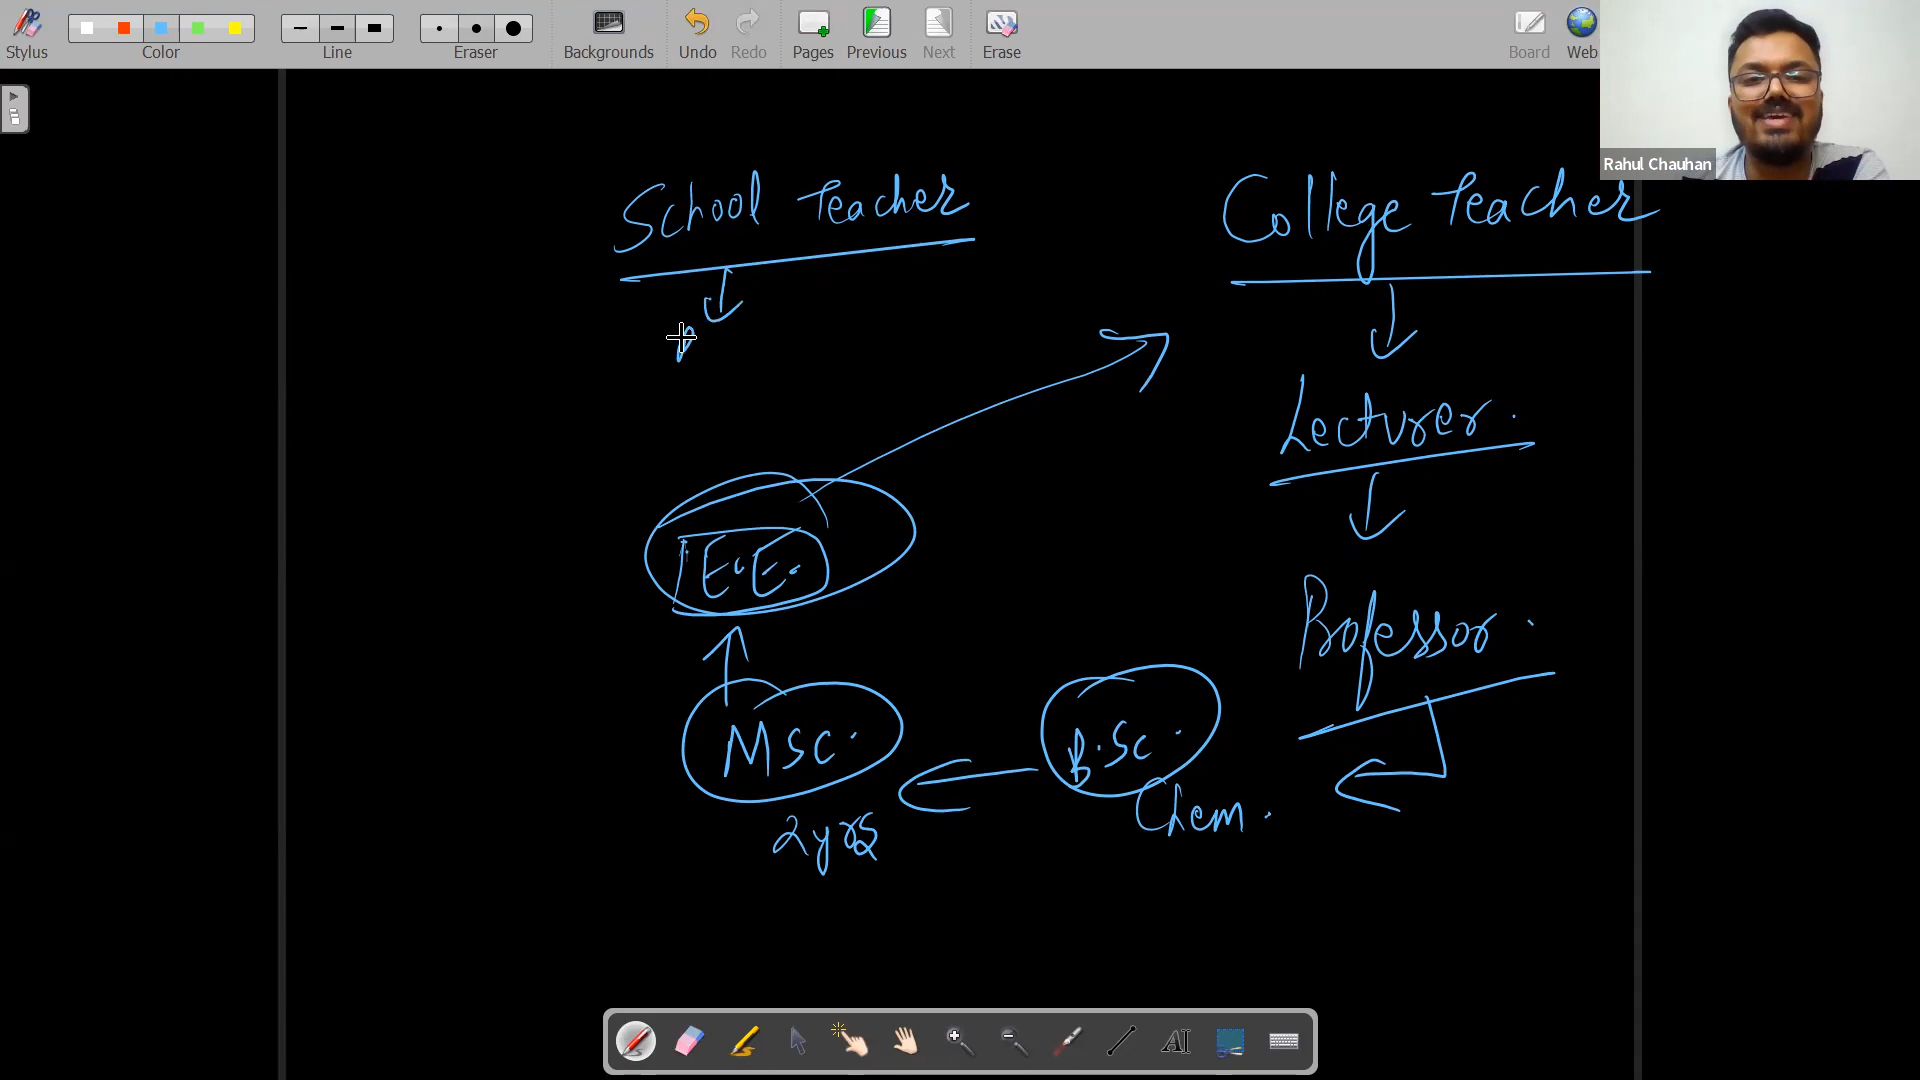 Stylus
Color
Line
Eraser
Backgrounds
Undo
Redo
Pages
Previous
Next
Erase
Board
Web
Rahul Chauhan
School Teacher
College Teacher
Lecturer.
E.E.
Professor.
MSC.
B.Sc.
Chem.
2yrs
AI